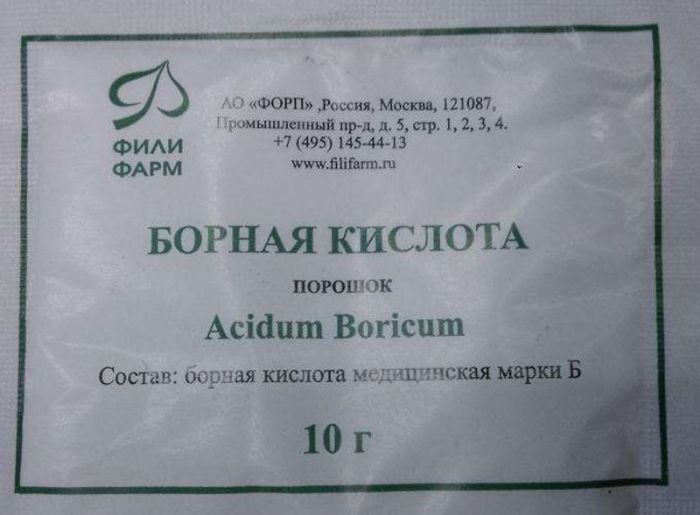 ФИЛИ
ФАРМ
АО «ФОРП» ,Россия, Москва, 121087,
Промышленный пр-д, д. 5, стр. 1, 2, 3, 4.
+7 (495) 145-44-13
www.filifarm.ru
БОРНАЯ КИСЛОТА
ПОРОШОК
Acidum Boricum
Состав: борная кислота медицинская марки Б
10 г